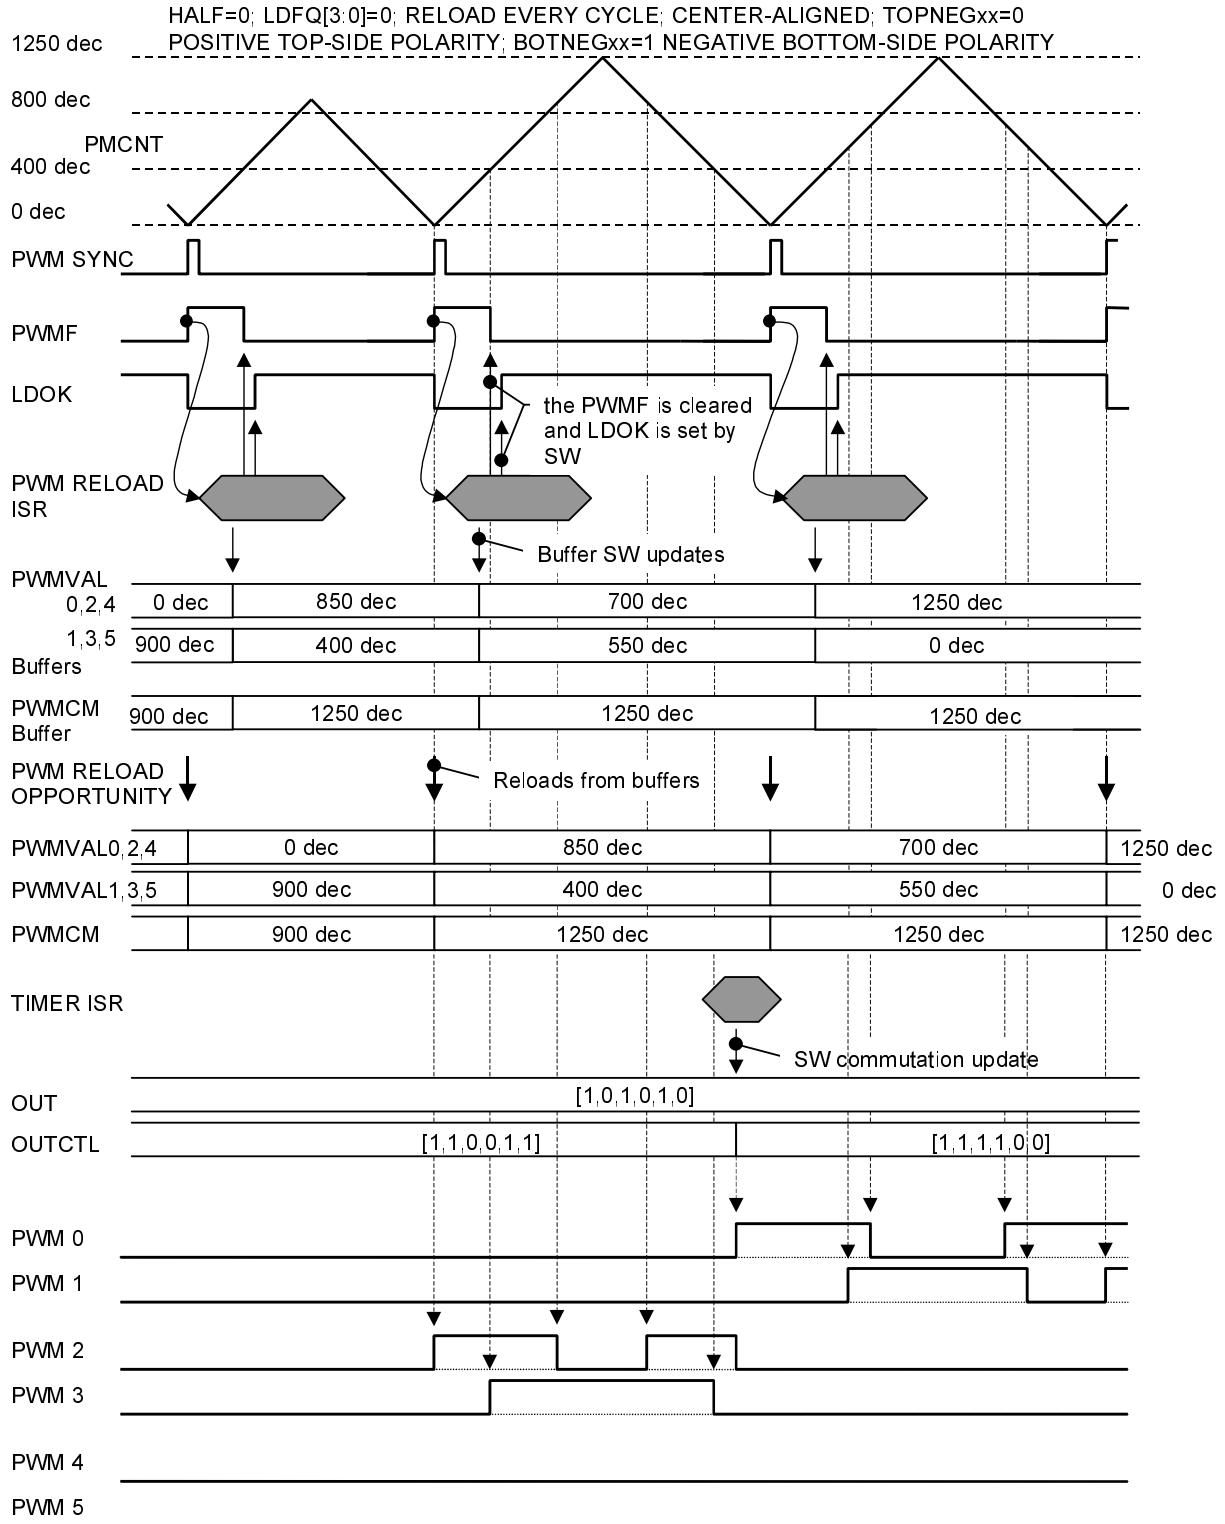 HALF=0; LDFQ[3:0]=0; RELOAD EVERY CYCLE; CENTER-ALIGNED; TOPNEGxx=0
POSITIVE TOP-SIDE POLARITY; BOTNEGxx=1 NEGATIVE BOTTOM-SIDE POLARITY
1250 dec
800 dec
PMCNT
400 dec
0 dec
PWM SYNC
PWMF
LDOK
the PWMF is cleared
and LDOK is set by
SW
PWM RELOAD
ISR
Buffer SW updates
PWMVAL
0,2,4
0 dec
850 dec
700 dec
1250 dec
1,3,5
900 dec
400 dec
550 dec
0 dec
Buffers
PWMCM
Buffer
900 dec
1250 dec
1250 dec
1250 dec
PWM RELOAD
OPPORTUNITY
Reloads from buffers
PWMVAL0,2,4
0 dec
850 dec
700 dec
1250 dec
PWMVAL1,3,5
900 dec
400 dec
550 dec
0 dec
PWMCM
900 dec
1250 dec
1250 dec
1250 dec
TIMER ISR
SW commutation update
OUT
[1,0,1,0,1,0]
OUTCTL
[1,1,0,0,1,1]
[1,1,1,1,0,0]
PWM 0
PWM 1
PWM 2
PWM 3
PWM 4
PWM 5